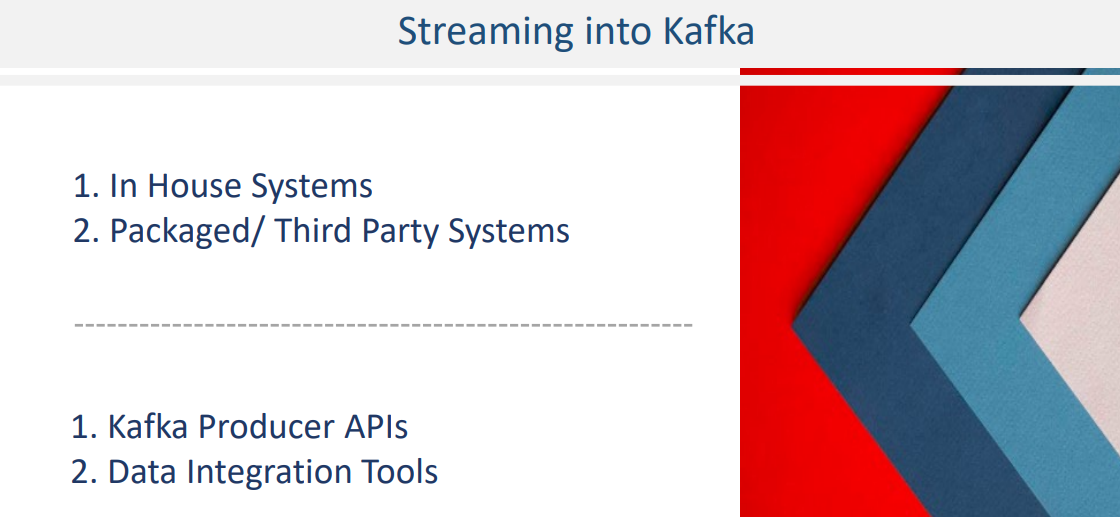 Streaming into Kafka
1. In House Systems
2. Packaged/ Third Party Systems
1. Kafka Producer APIs
2. Data Integration Tools